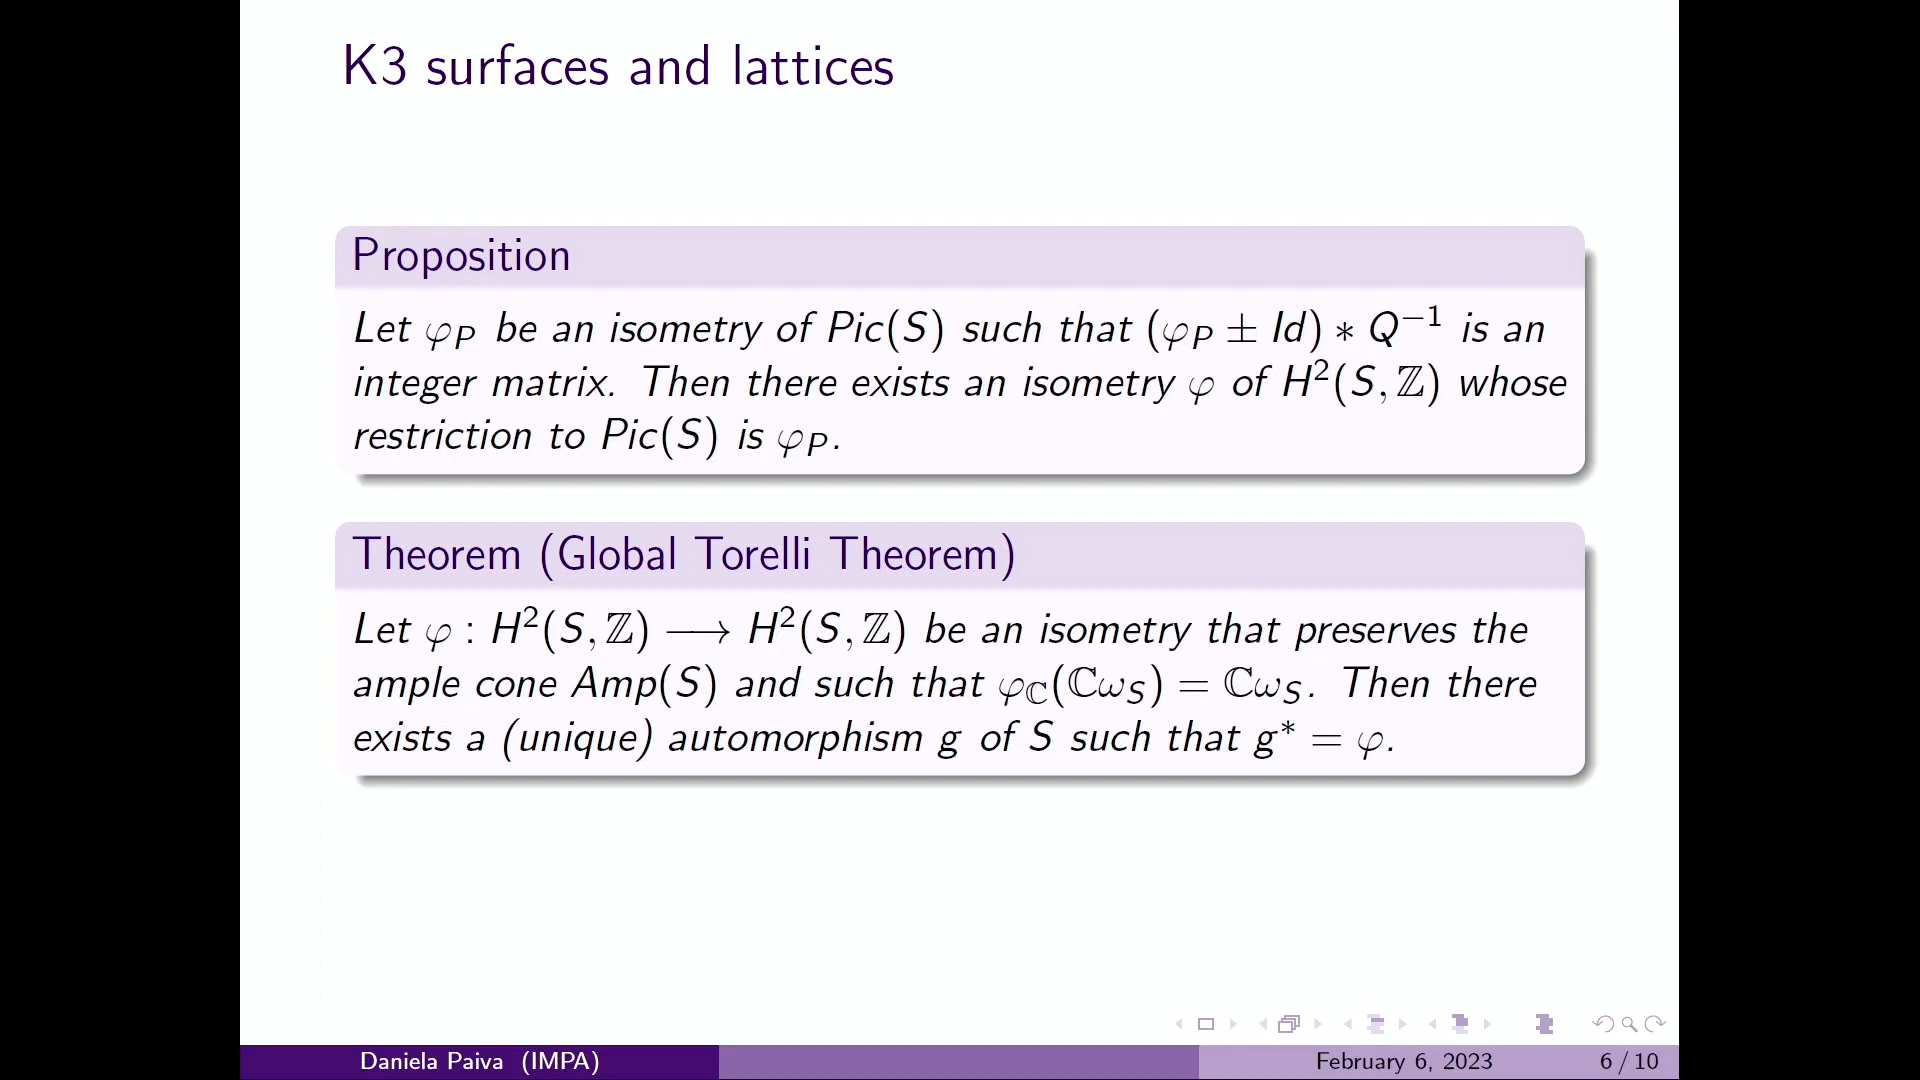 K3 surfaces and lattices
Proposition
Let φ_P be an isometry of Pic(S) such that (φ_P ± Id) ∗ Q⁻¹ is an
integer matrix. Then there exists an isometry φ of H²(S, ℤ) whose
restriction to Pic(S) is φ_P.
Theorem (Global Torelli Theorem)
Let φ : H²(S, ℤ) ⟶ H²(S, ℤ) be an isometry that preserves the
ample cone Amp(S) and such that φ_ℂ(ℂω_S) = ℂω_S. Then there
exists a (unique) automorphism g of S such that g* = φ.
Daniela Paiva (IMPA) February 6, 2023 6 / 10